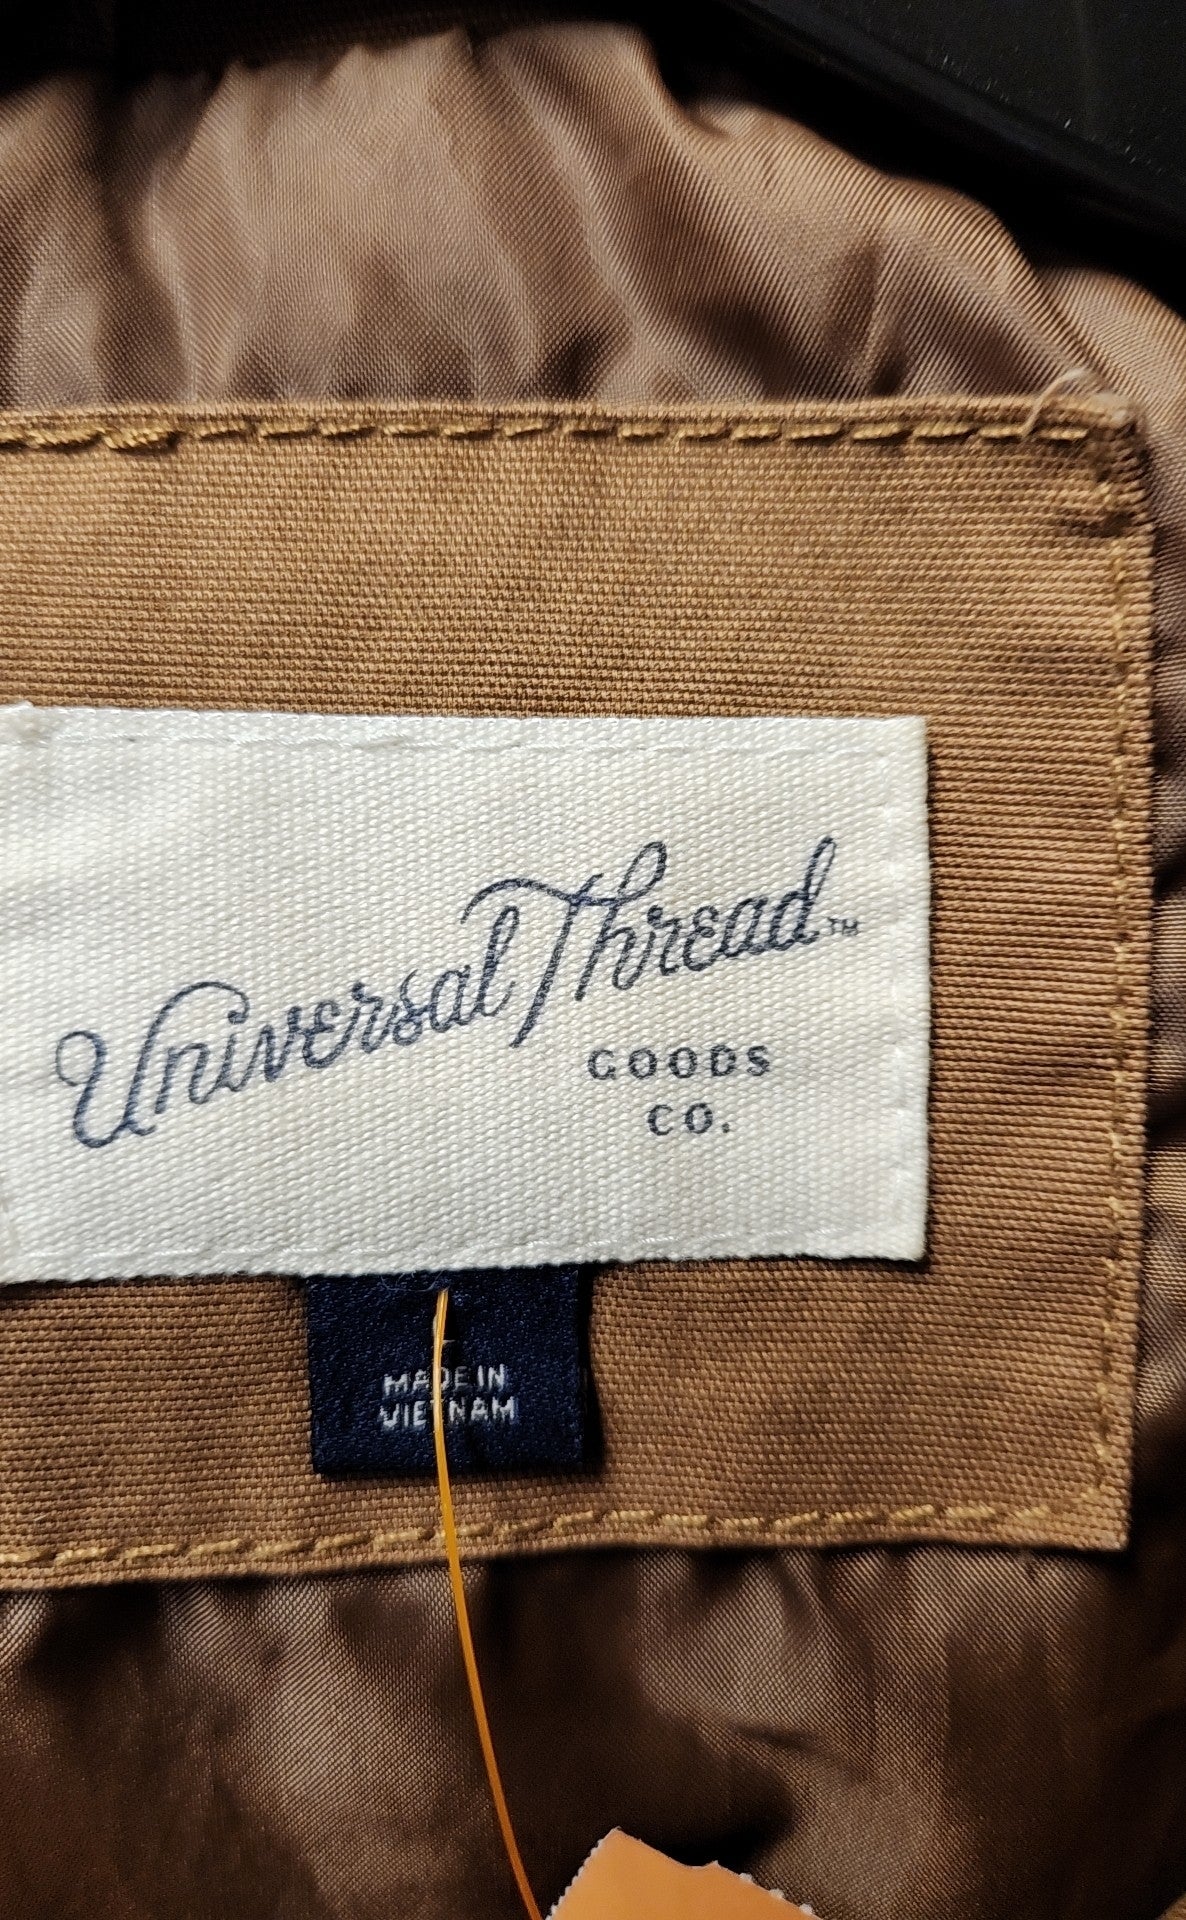 Universal Thread™
GOODS
CO.
MADE IN
VIETNAM